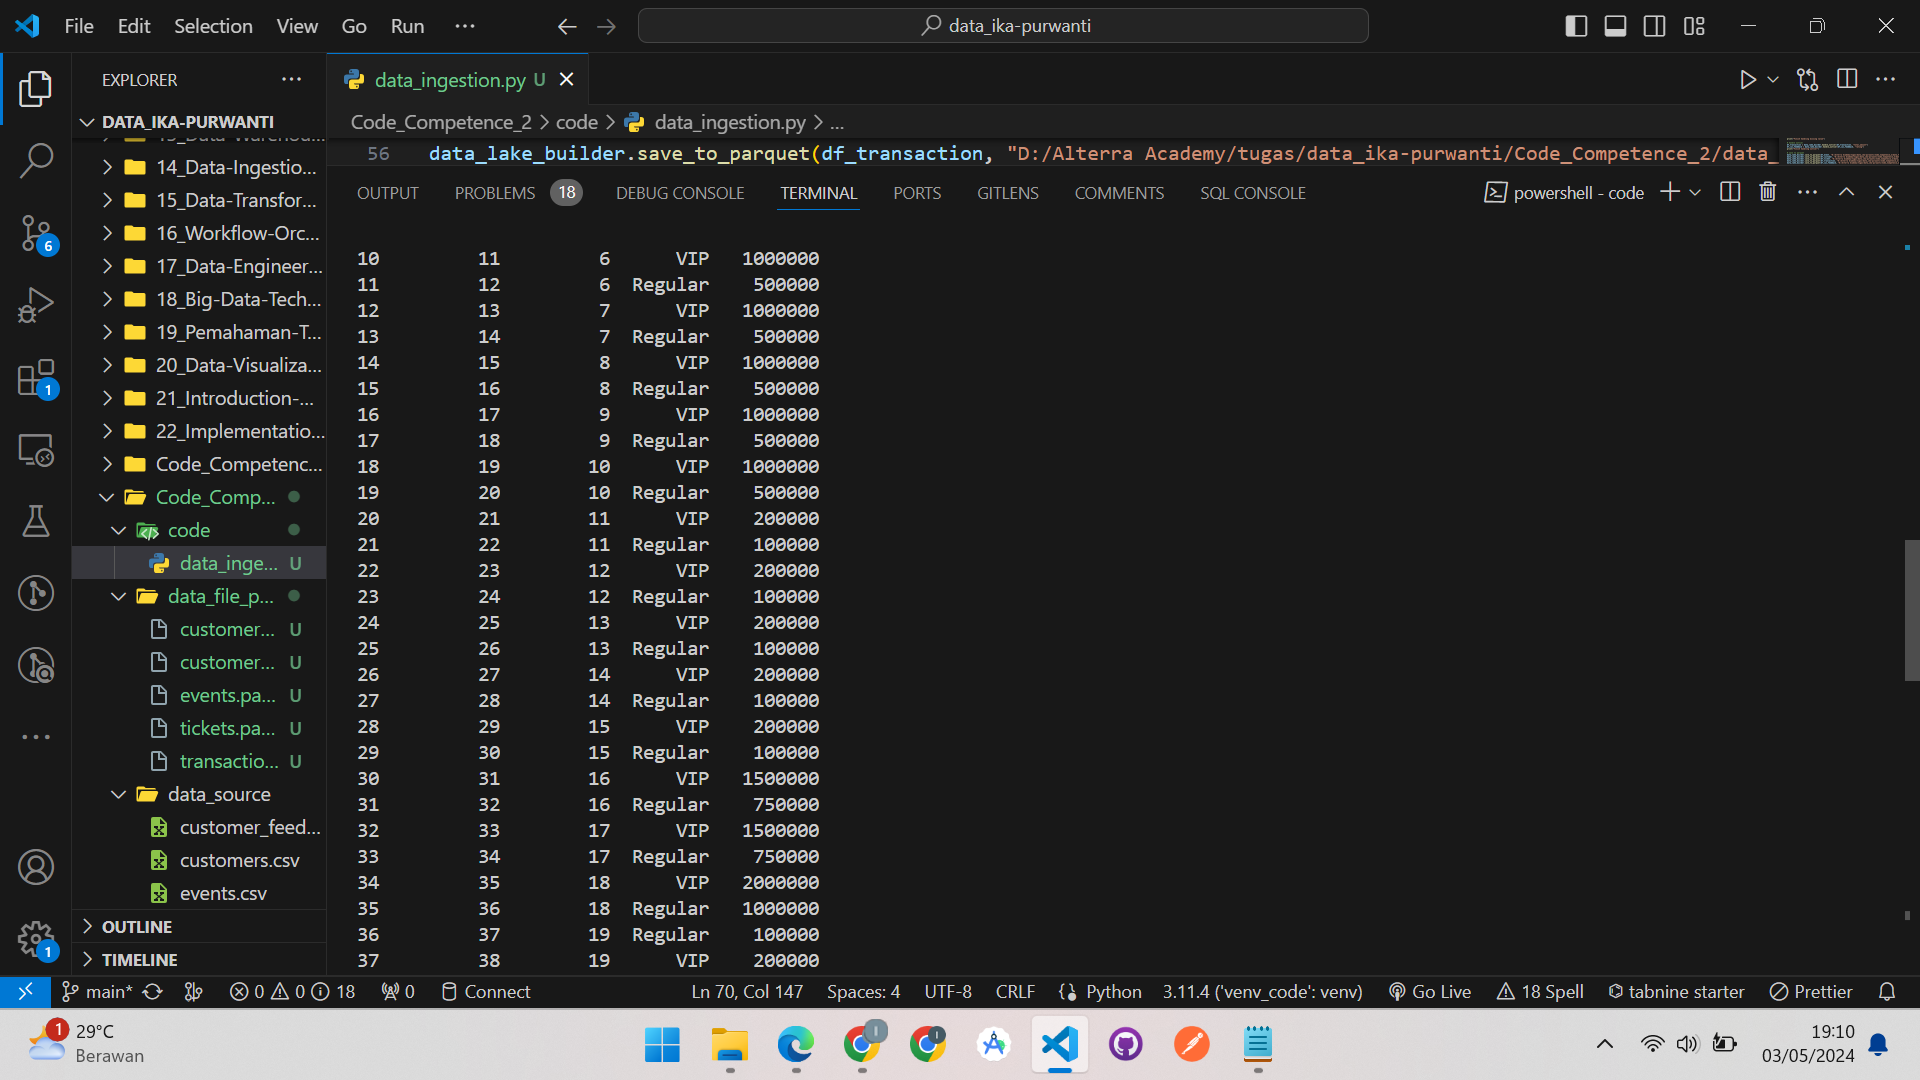 File Edit Selection View Go Run ... data_ika-purwanti
EXPLORER
DATA_IKA-PURWANTI
14_Data-Ingestio...
15_Data-Transfor...
16_Workflow-Orc...
17_Data-Engineer...
18_Big-Data-Tech...
19_Pemahaman-T...
20_Data-Visualiza...
21_Introduction-...
22_Implementatio...
Code_Competenc...
Code_Comp...
code
data_inge... U
data_file_p...
customer... U
customer... U
events.pa... U
tickets.pa... U
transactio... U
data_source
customer_feed...
customers.csv
events.csv
OUTLINE
TIMELINE
6
1
1
data_ingestion.py U
Code_Competence_2 > code > data_ingestion.py > ...
56 data_lake_builder.save_to_parquet(df_transaction, "D:/Alterra Academy/tugas/data_ika-purwanti/Code_Competence_2/data_
OUTPUT PROBLEMS 18 DEBUG CONSOLE TERMINAL PORTS GITLENS COMMENTS SQL CONSOLE powershell - code
10 11 6 VIP 1000000
11 12 6 Regular 500000
12 13 7 VIP 1000000
13 14 7 Regular 500000
14 15 8 VIP 1000000
15 16 8 Regular 500000
16 17 9 VIP 1000000
17 18 9 Regular 500000
18 19 10 VIP 1000000
19 20 10 Regular 500000
20 21 11 VIP 200000
21 22 11 Regular 100000
22 23 12 VIP 200000
23 24 12 Regular 100000
24 25 13 VIP 200000
25 26 13 Regular 100000
26 27 14 VIP 200000
27 28 14 Regular 100000
28 29 15 VIP 200000
29 30 15 Regular 100000
30 31 16 VIP 1500000
31 32 16 Regular 750000
32 33 17 VIP 1500000
33 34 17 Regular 750000
34 35 18 VIP 2000000
35 36 18 Regular 1000000
36 37 19 Regular 100000
37 38 19 VIP 200000
main* 0 0 18 0 Connect Ln 70, Col 147 Spaces: 4 UTF-8 CRLF Python 3.11.4 ('venv_code': venv) Go Live 18 Spell tabnine starter Prettier
1 29°C
Berawan
19:10
03/05/2024